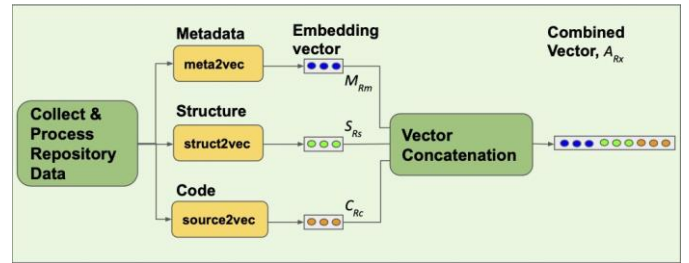 Metadata
Embedding
vector
Combined
Vector, A_Rx
meta2vec
M_Rm
Collect &
Process
Repository
Data
Structure
struct2vec
S_Rs
Vector
Concatenation
Code
source2vec
C_Rc